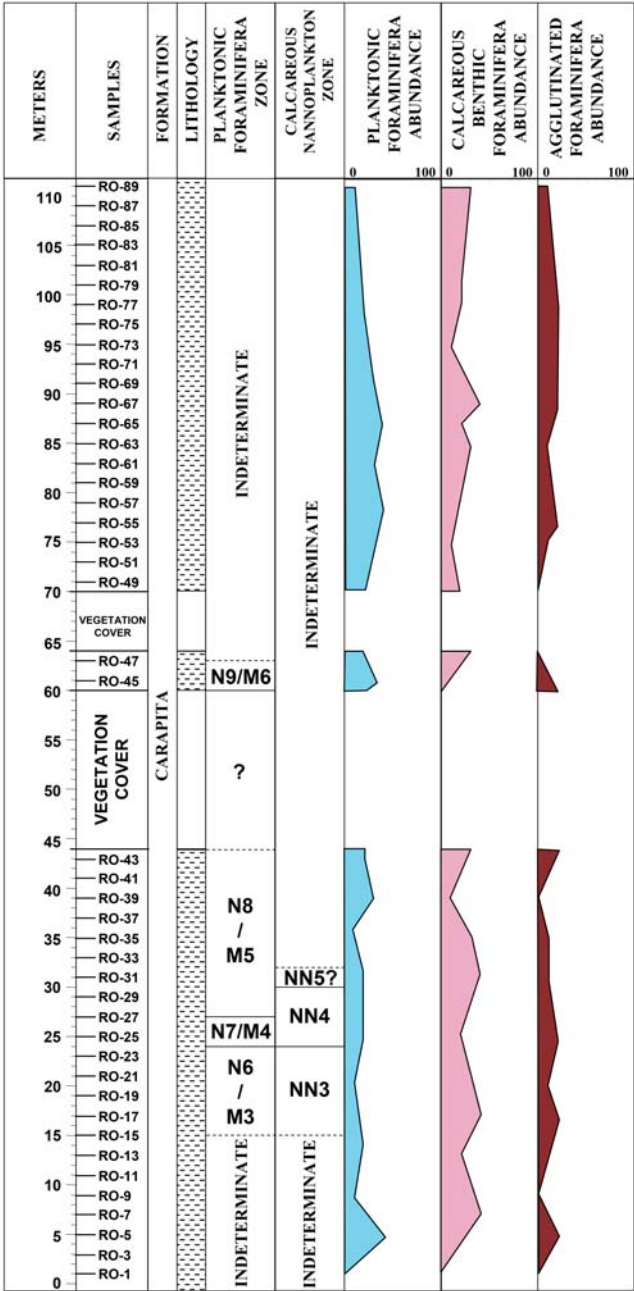 METERS
SAMPLES
FORMATION
LITHOLOGY
PLANKTONIC
FORAMINIFERA
ZONE
CALCAREOUS
NANNOPLANKTON
ZONE
PLANKTONIC
FORAMINIFERA
ABUNDANCE
CALCAREOUS
BENTHIC
FORAMINIFERA
ABUNDANCE
AGGLUTINATED
FORAMINIFERA
ABUNDANCE
0 100
0 100
0 100
110
105
100
95
90
85
80
75
70
65
60
55
50
45
40
35
30
25
20
15
10
5
0
RO-89
RO-87
RO-85
RO-83
RO-81
RO-79
RO-77
RO-75
RO-73
RO-71
RO-69
RO-67
RO-65
RO-63
RO-61
RO-59
RO-57
RO-55
RO-53
RO-51
RO-49
VEGETATION
COVER
RO-47
RO-45
VEGETATION
COVER
RO-43
RO-41
RO-39
RO-37
RO-35
RO-33
RO-31
RO-29
RO-27
RO-25
RO-23
RO-21
RO-19
RO-17
RO-15
RO-13
RO-11
RO-9
RO-7
RO-5
RO-3
RO-1
CARAPITA
INDETERMINATE
N9/M6
?
N8
/
M5
N7/M4
N6
/
M3
INDETERMINATE
INDETERMINATE
NN5?
NN4
NN3
INDETERMINATE